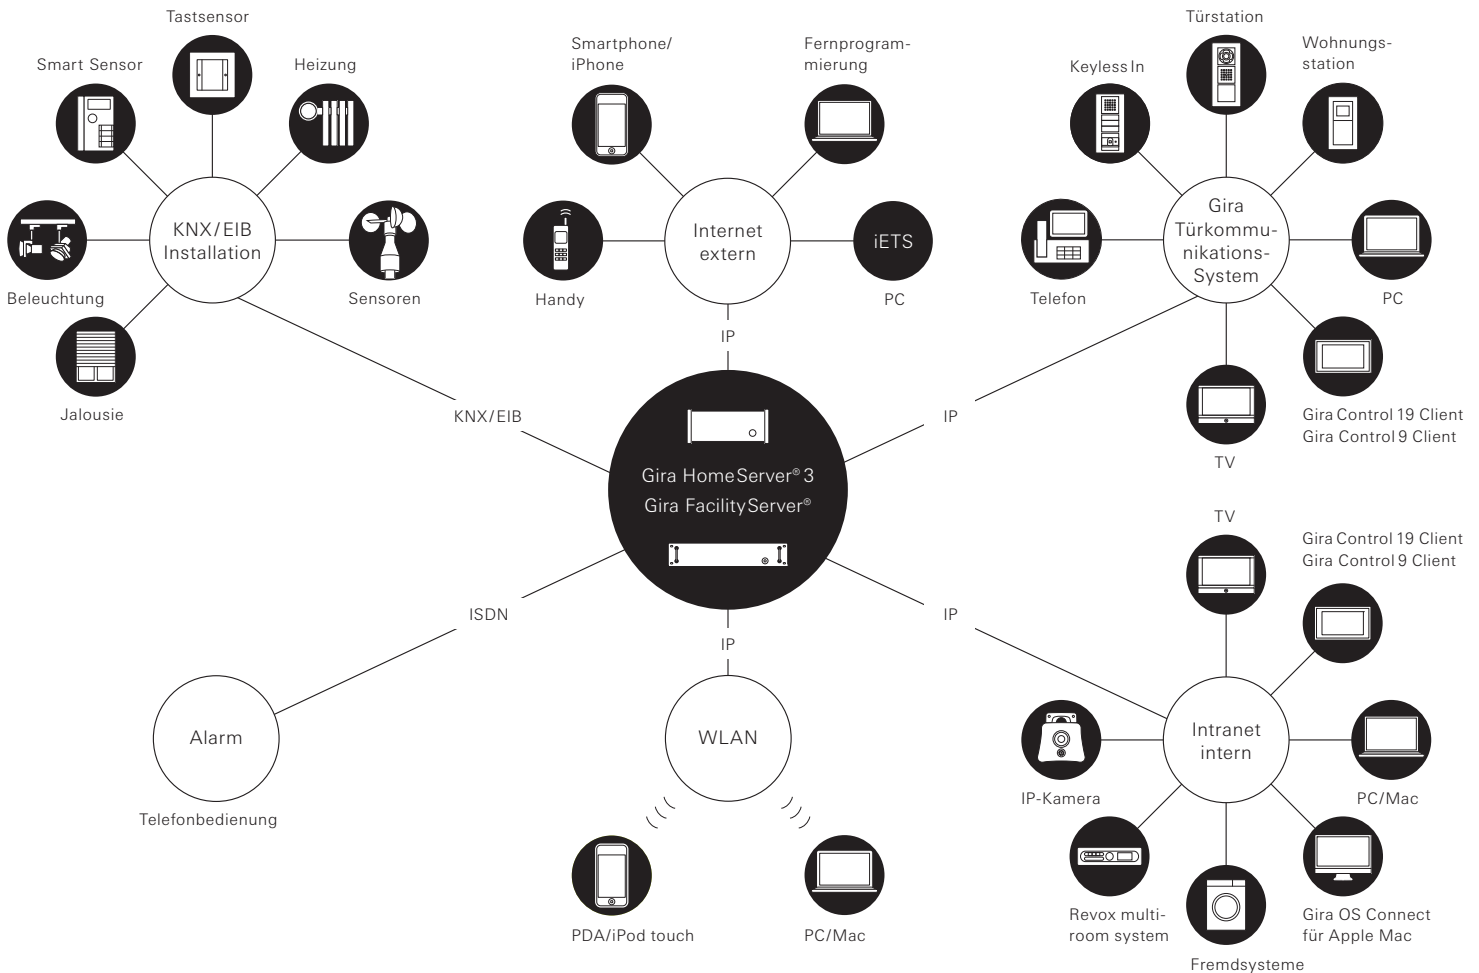 Tastsensor
Smart Sensor
Heizung
KNX/EIB
Installation
Beleuchtung
Sensoren
Jalousie
Smartphone/
iPhone
Fernprogram-
mierung
Internet
extern
iETS
Handy
PC
IP
Türstation
Wohnungs-
station
Keyless In
Gira
Türkommu-
nikations-
System
Telefon
PC
Gira Control 19 Client
Gira Control 9 Client
TV
KNX/EIB
IP
Gira HomeServer® 3
Gira FacilityServer®
ISDN
IP
IP
Alarm
Telefonbedienung
WLAN
PDA/iPod touch
PC/Mac
TV
Gira Control 19 Client
Gira Control 9 Client
Intranet
intern
IP-Kamera
PC/Mac
Revox multi-
room system
Fremdsysteme
Gira OS Connect
für Apple Mac